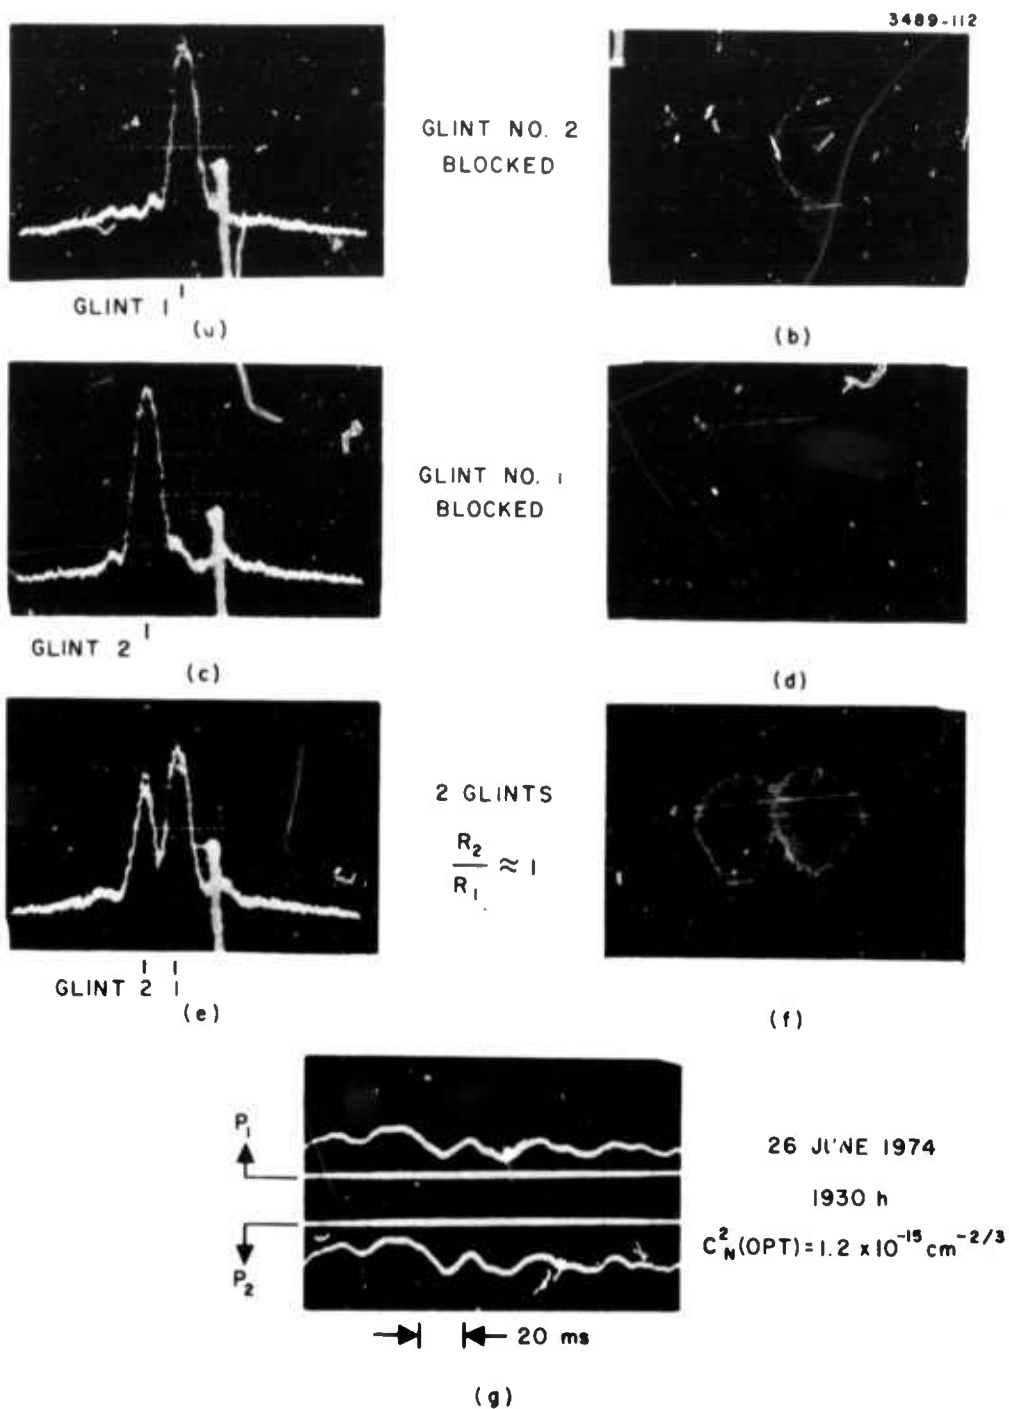 3489-112
GLINT NO. 2
BLOCKED
GLINT 1
(a)
(b)
GLINT NO. 1
BLOCKED
GLINT 2
(c)
(d)
2 GLINTS
R₂/R₁ ≈ 1
GLINT 2 1
(e)
(f)
P₁
P₂
26 JUNE 1974
1930 h
C²_N(OPT) = 1.2 x 10⁻¹⁵ cm⁻²/³
20 ms
(g)